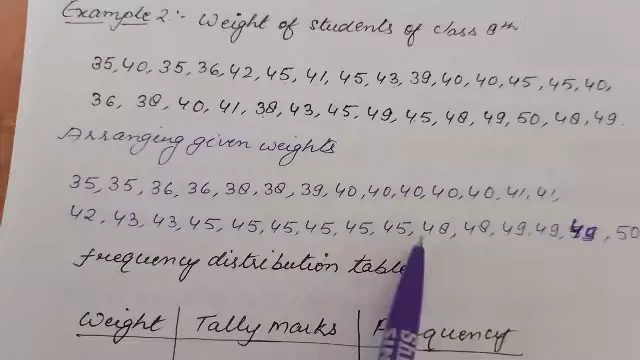 Example 2:- Weight of students of class 8th
35, 40, 35, 36, 42, 45, 41, 45, 43, 39, 40, 40, 45, 45, 40,
36, 38, 40, 41, 38, 43, 45, 49, 45, 48, 49, 50, 48, 49.
Arranging given weights
35, 35, 36, 36, 38, 38, 39, 40, 40, 40, 40, 40, 41, 41,
42, 43, 43, 45, 45, 45, 45, 45, 45, 48, 48, 49, 49, 49, 50
frequency distribution table
Weight Tally marks Frequency